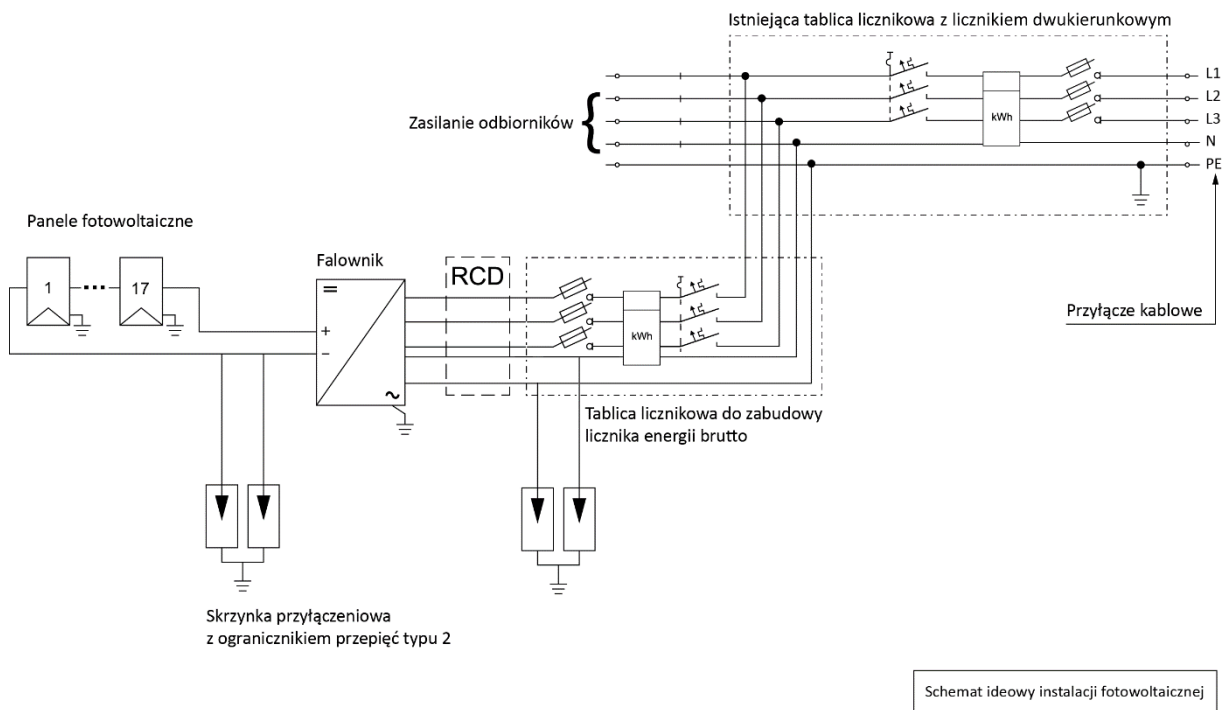 Istniejąca tablica licznikowa z licznikiem dwukierunkowym
L1
L2
L3
N
PE
kWh
Zasilanie odbiorników
{
Przyłącze kablowe
Panele fotowoltaiczne
1
17
Falownik
=
+
−
~
RCD
kWh
Tablica licznikowa do zabudowy
licznika energii brutto
Skrzynka przyłączeniowa
z ogranicznikiem przepięć typu 2
Schemat ideowy instalacji fotowoltaicznej